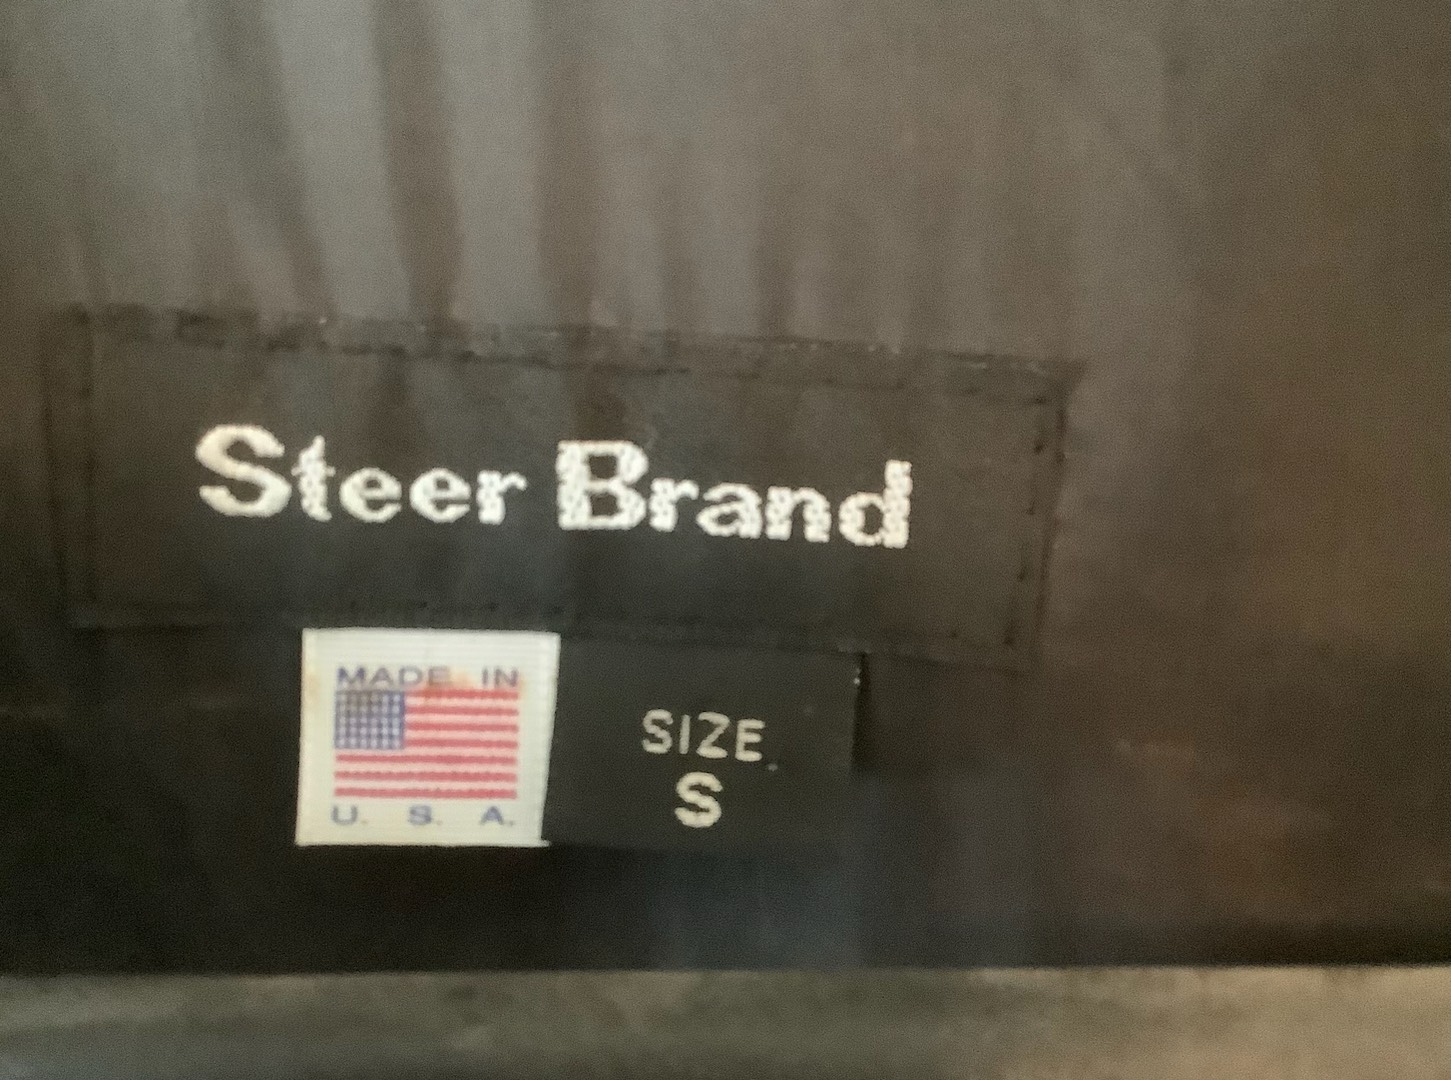 Steer Brand
MADE IN
U. S. A.
SIZE
S